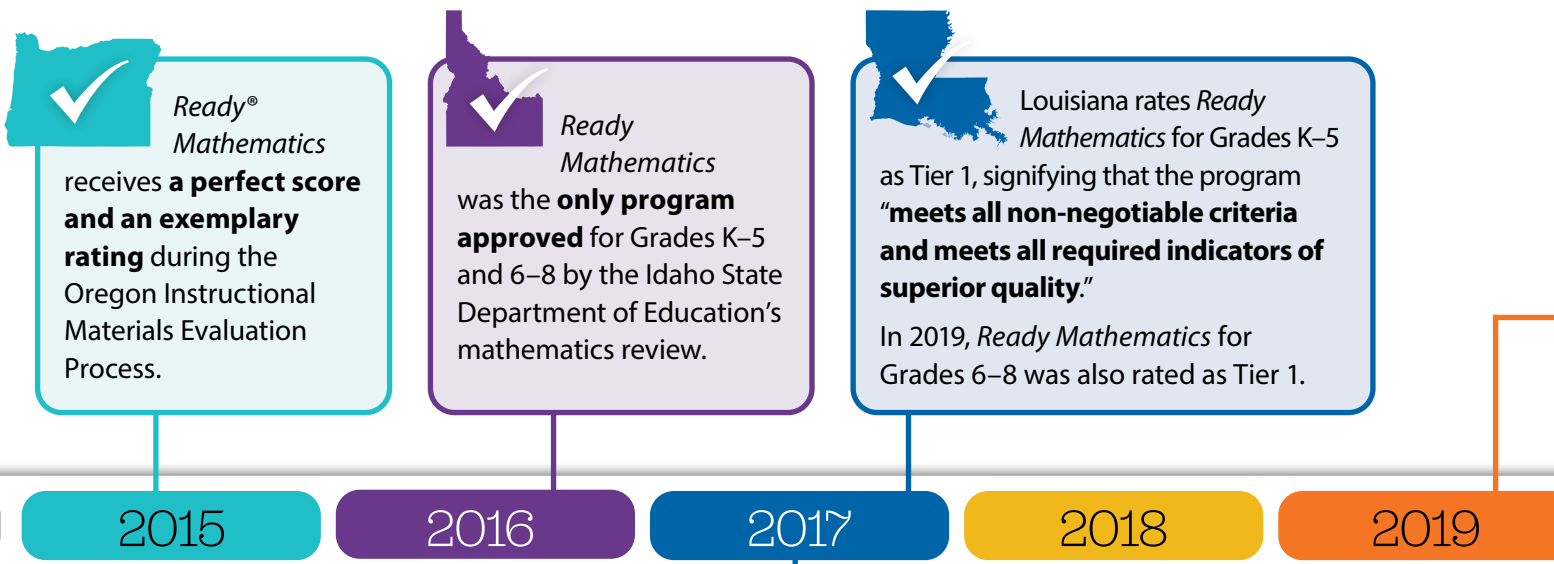 Ready®
Mathematics
receives a perfect score
and an exemplary
rating during the
Oregon Instructional
Materials Evaluation
Process.
Ready
Mathematics
was the only program
approved for Grades K–5
and 6–8 by the Idaho State
Department of Education’s
mathematics review.
Louisiana rates Ready
Mathematics for Grades K–5
as Tier 1, signifying that the program
“meets all non-negotiable criteria
and meets all required indicators of
superior quality.”
In 2019, Ready Mathematics for
Grades 6–8 was also rated as Tier 1.
2015
2016
2017
2018
2019